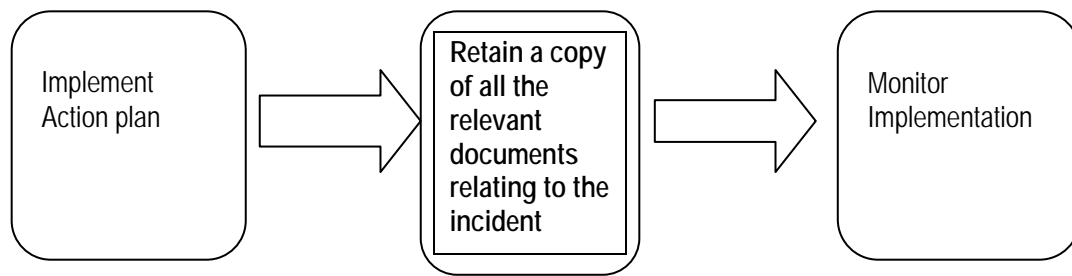 Implement
Action plan
Retain a copy
of all the
relevant
documents
relating to the
incident
Monitor
Implementation